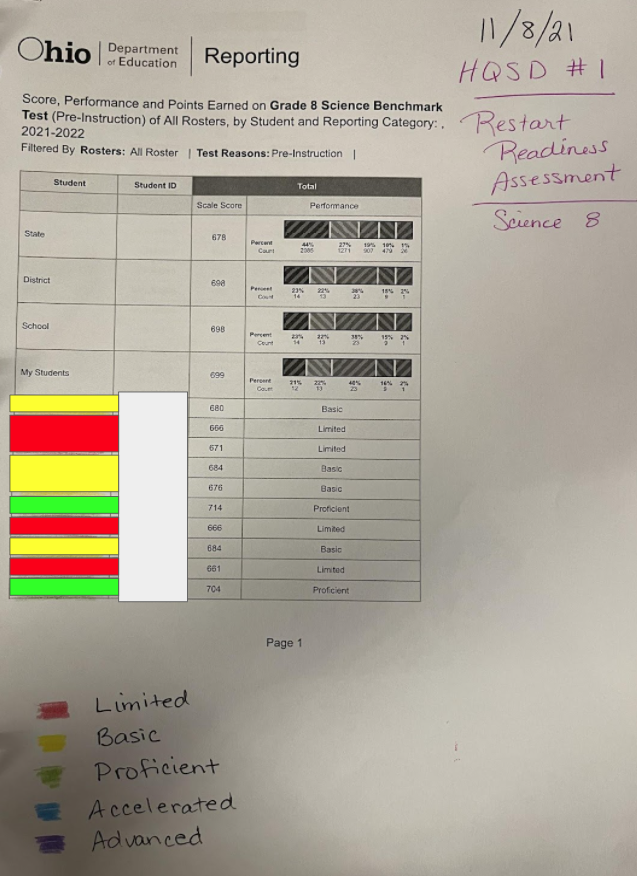 11/8/21
HQSD #1
Restart
Readiness
Assessment
Science 8
Ohio | Department of Education | Reporting
Score, Performance and Points Earned on Grade 8 Science Benchmark
Test (Pre-Instruction) of All Rosters, by Student and Reporting Category: ,
2021-2022
Filtered By Rosters: All Roster | Test Reasons: Pre-Instruction |
Student Student ID Total
Scale Score Performance
State 678
Percent 44% 27% 19% 10% 1%
Count 1271
District 698
Percent 23% 22% 38% 15% 2%
Count 14 13 23 1
School 698
Percent 23% 22% 38% 15% 2%
Count 14 13 23 9 1
My Students 699
Percent 21% 22% 40% 16% 2%
Count 12 13 23 9 1
680 Basic
666 Limited
671 Limited
684 Basic
676 Basic
714 Proficient
666 Limited
684 Basic
661 Limited
704 Proficient
Page 1
Limited
Basic
Proficient
Accelerated
Advanced